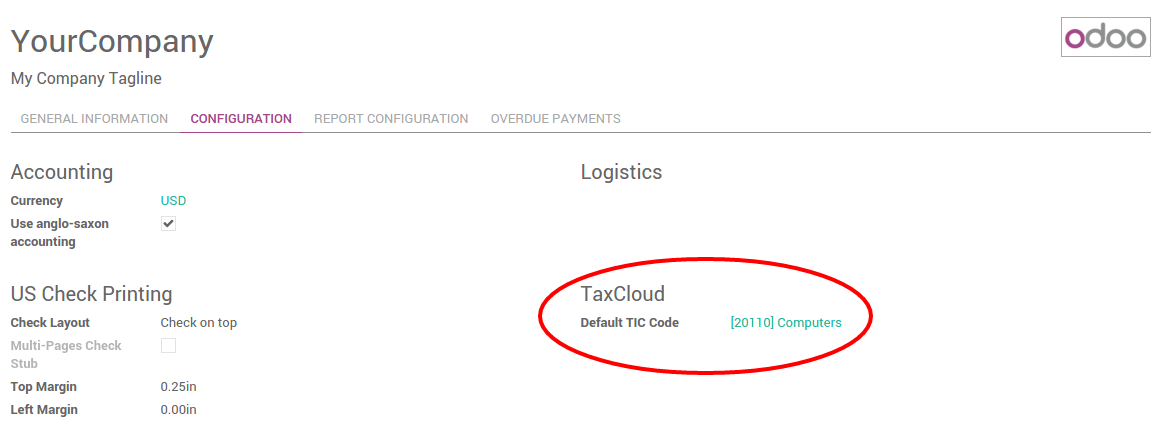 YourCompany
odoo
My Company Tagline
GENERAL INFORMATION CONFIGURATION REPORT CONFIGURATION OVERDUE PAYMENTS
Accounting
Currency USD
Use anglo-saxon
accounting
Logistics
US Check Printing
Check Layout Check on top
Multi-Pages Check
Stub
Top Margin 0.25in
Left Margin 0.00in
TaxCloud
Default TIC Code [20110] Computers